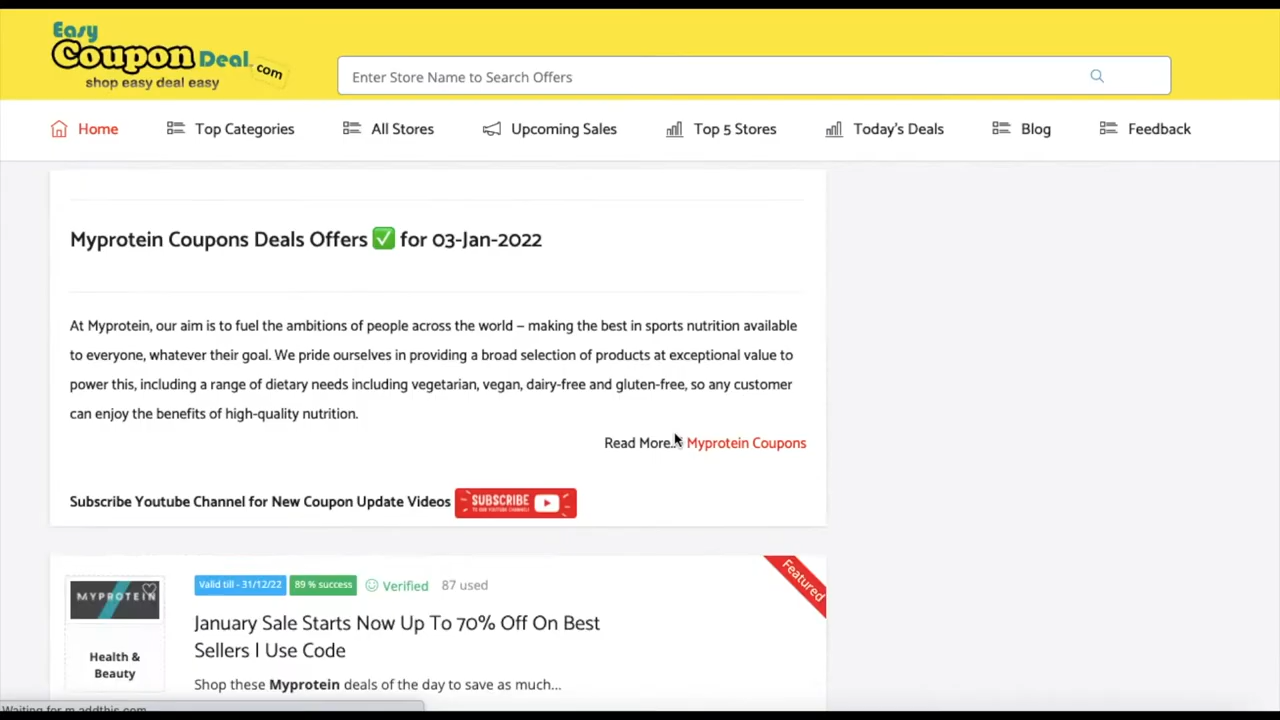 Easy
Coupon Deal .com
shop easy deal easy
Enter Store Name to Search Offers
Home Top Categories All Stores Upcoming Sales Top 5 Stores Today's Deals Blog Feedback
Myprotein Coupons Deals Offers ✅ for 03-Jan-2022
At Myprotein, our aim is to fuel the ambitions of people across the world – making the best in sports nutrition available
to everyone, whatever their goal. We pride ourselves in providing a broad selection of products at exceptional value to
power this, including a range of dietary needs including vegetarian, vegan, dairy-free and gluten-free, so any customer
can enjoy the benefits of high-quality nutrition.
Read More... Myprotein Coupons
Subscribe Youtube Channel for New Coupon Update Videos SUBSCRIBE
TO OUR YOUTUBE CHANNEL
Valid till - 31/12/22 89 % success Verified 87 used
Featured
MYPROTEIN
January Sale Starts Now Up To 70% Off On Best
Sellers | Use Code
Health &
Beauty
Shop these Myprotein deals of the day to save as much...
Waiting for m.addthis.com